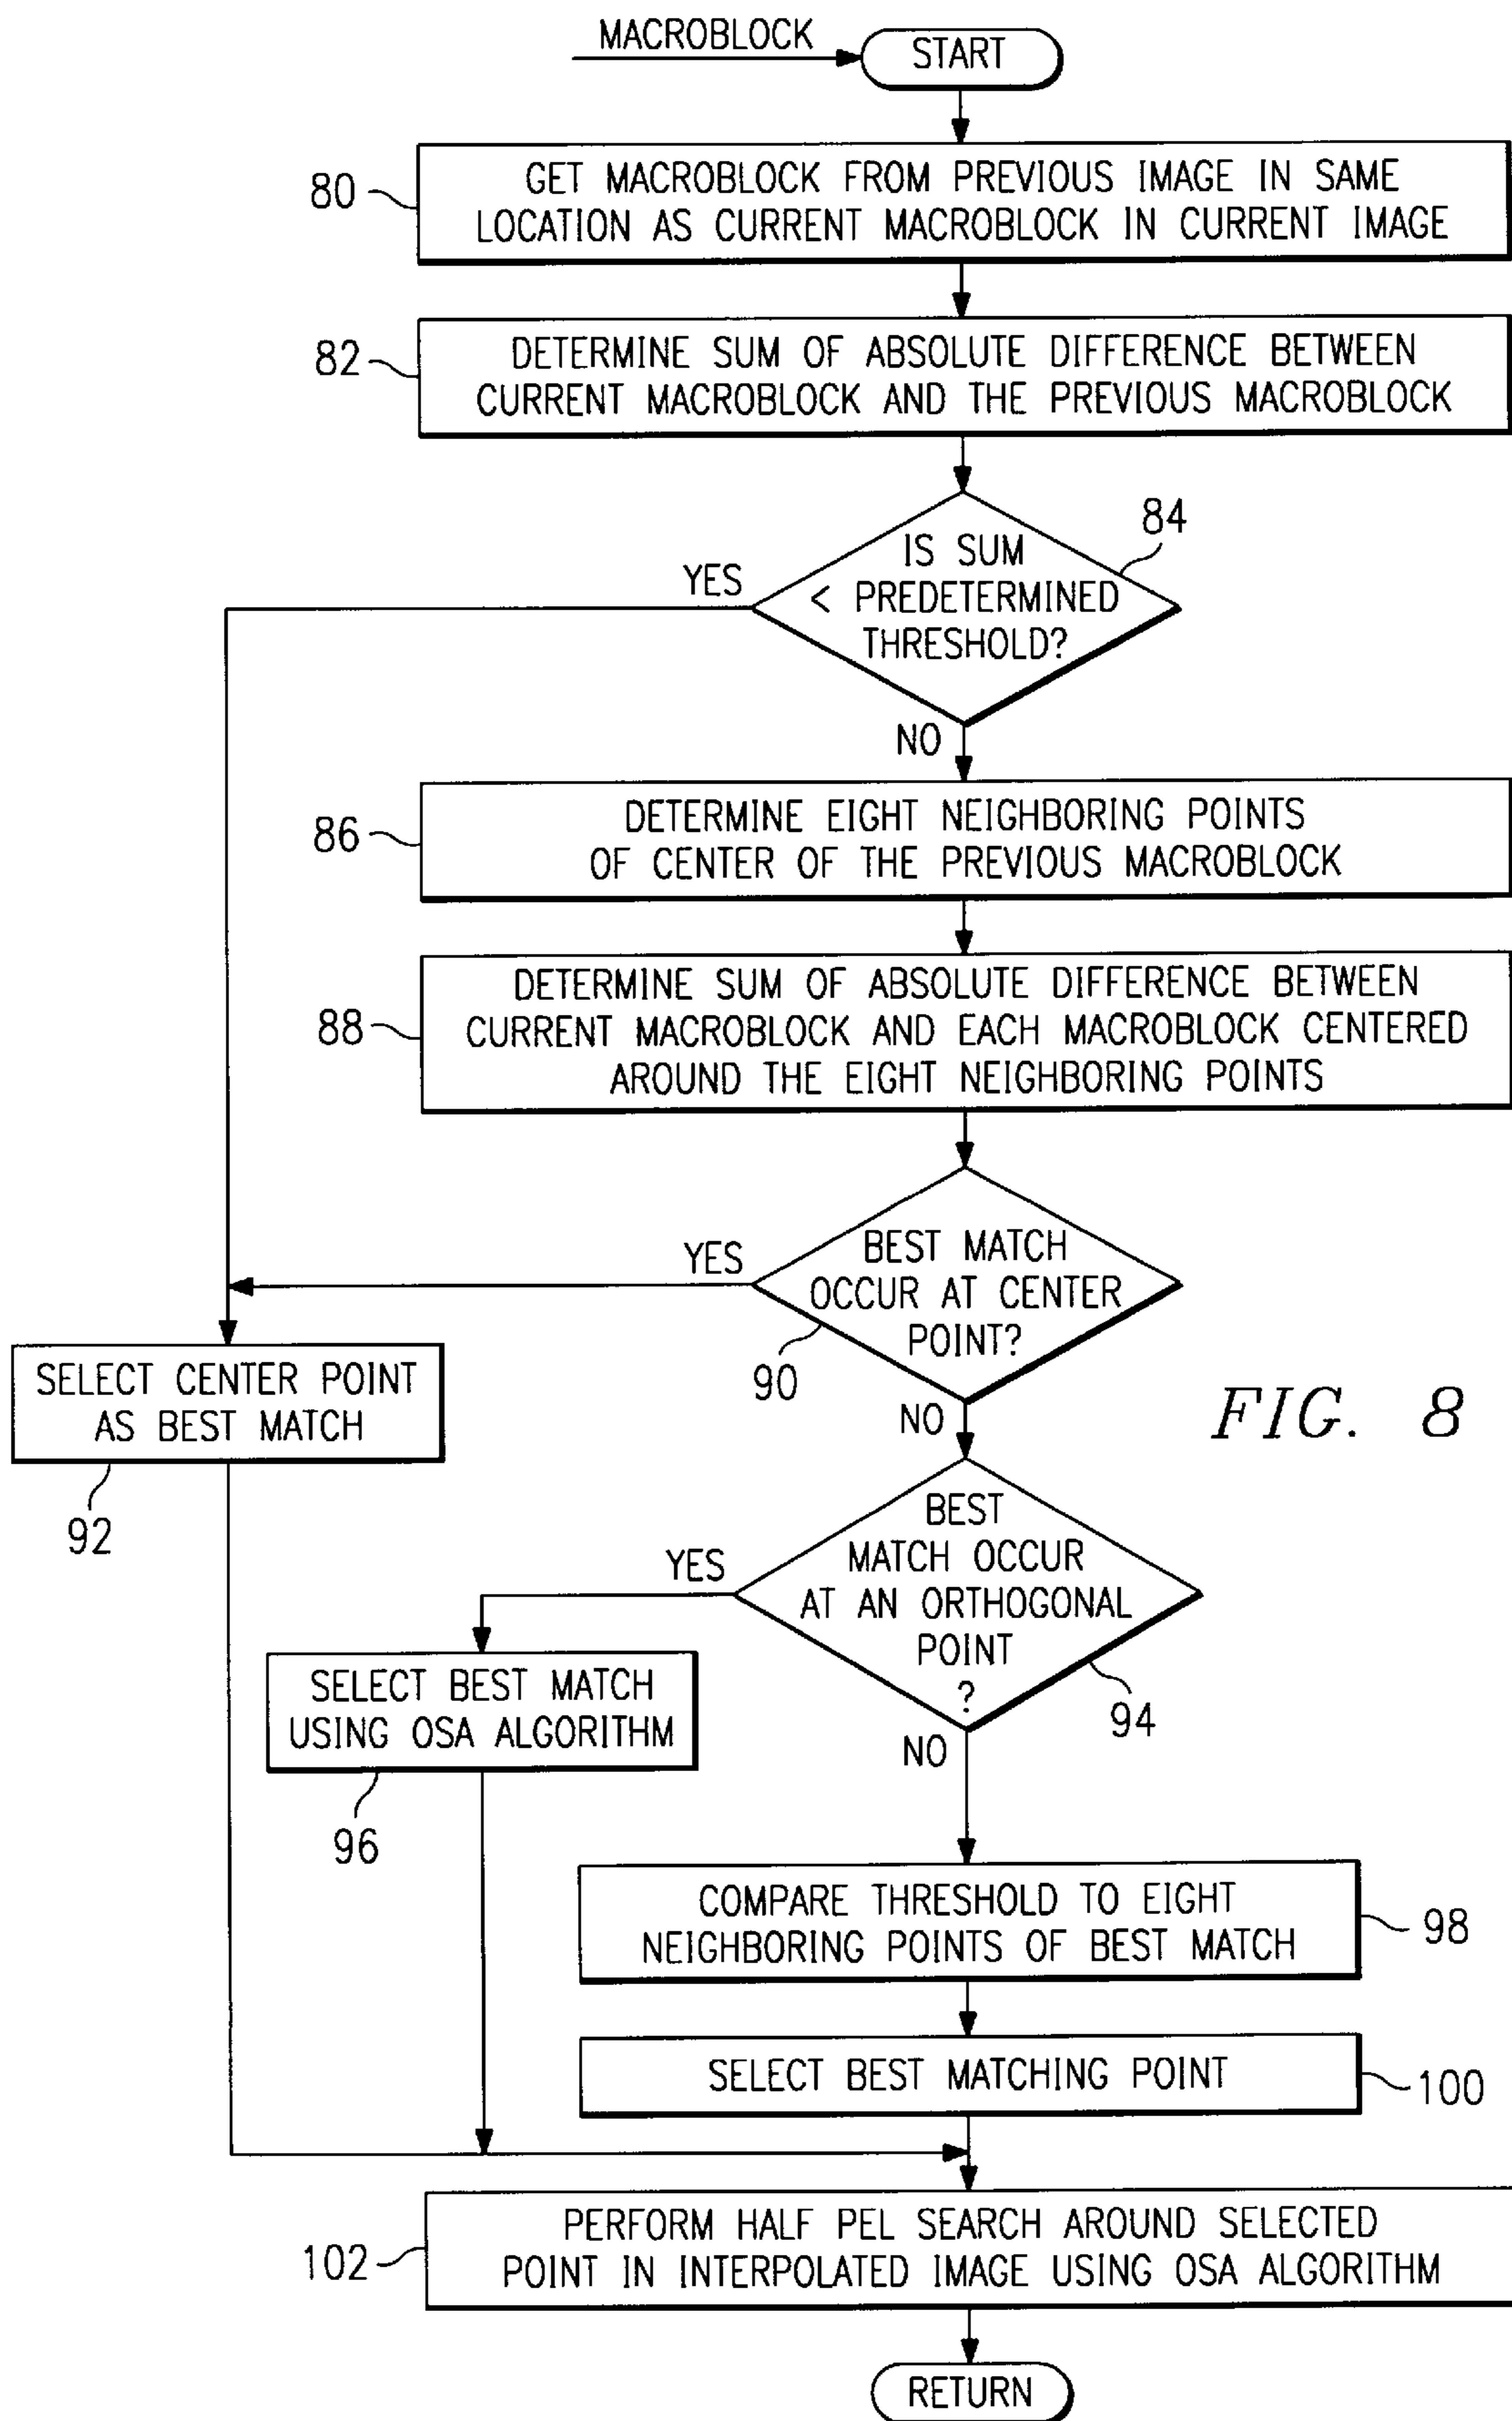 MACROBLOCK
START
80
GET MACROBLOCK FROM PREVIOUS IMAGE IN SAME
LOCATION AS CURRENT MACROBLOCK IN CURRENT IMAGE
82
DETERMINE SUM OF ABSOLUTE DIFFERENCE BETWEEN
CURRENT MACROBLOCK AND THE PREVIOUS MACROBLOCK
84
IS SUM
< PREDETERMINED
THRESHOLD?
YES
NO
86
DETERMINE EIGHT NEIGHBORING POINTS
OF CENTER OF THE PREVIOUS MACROBLOCK
88
DETERMINE SUM OF ABSOLUTE DIFFERENCE BETWEEN
CURRENT MACROBLOCK AND EACH MACROBLOCK CENTERED
AROUND THE EIGHT NEIGHBORING POINTS
YES
BEST MATCH
OCCUR AT CENTER
POINT?
90
NO
SELECT CENTER POINT
AS BEST MATCH
92
FIG. 8
BEST
MATCH OCCUR
AT AN ORTHOGONAL
POINT
?
94
YES
NO
SELECT BEST MATCH
USING OSA ALGORITHM
96
COMPARE THRESHOLD TO EIGHT
NEIGHBORING POINTS OF BEST MATCH
98
SELECT BEST MATCHING POINT
100
102
PERFORM HALF PEL SEARCH AROUND SELECTED
POINT IN INTERPOLATED IMAGE USING OSA ALGORITHM
RETURN